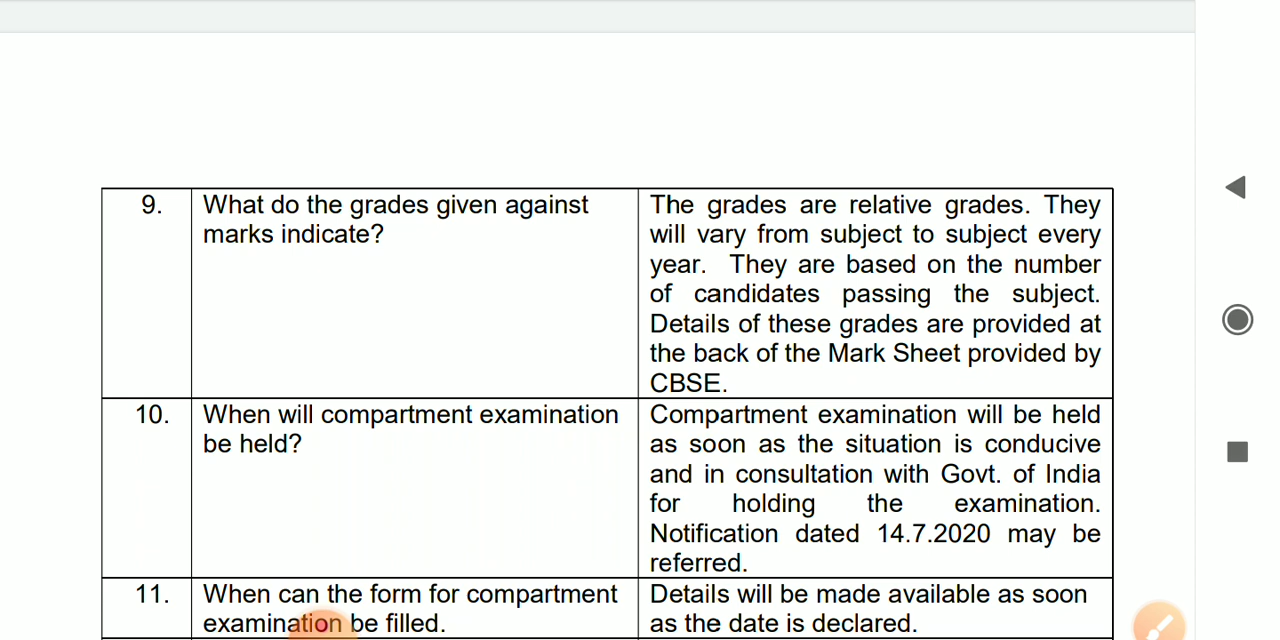 9.
What do the grades given against
marks indicate?
The grades are relative grades. They
will vary from subject to subject every
year. They are based on the number
of candidates passing the subject.
Details of these grades are provided at
the back of the Mark Sheet provided by
CBSE.
10.
When will compartment examination
be held?
Compartment examination will be held
as soon as the situation is conducive
and in consultation with Govt. of India
for holding the examination.
Notification dated 14.7.2020 may be
referred.
11.
When can the form for compartment
examination be filled.
Details will be made available as soon
as the date is declared.